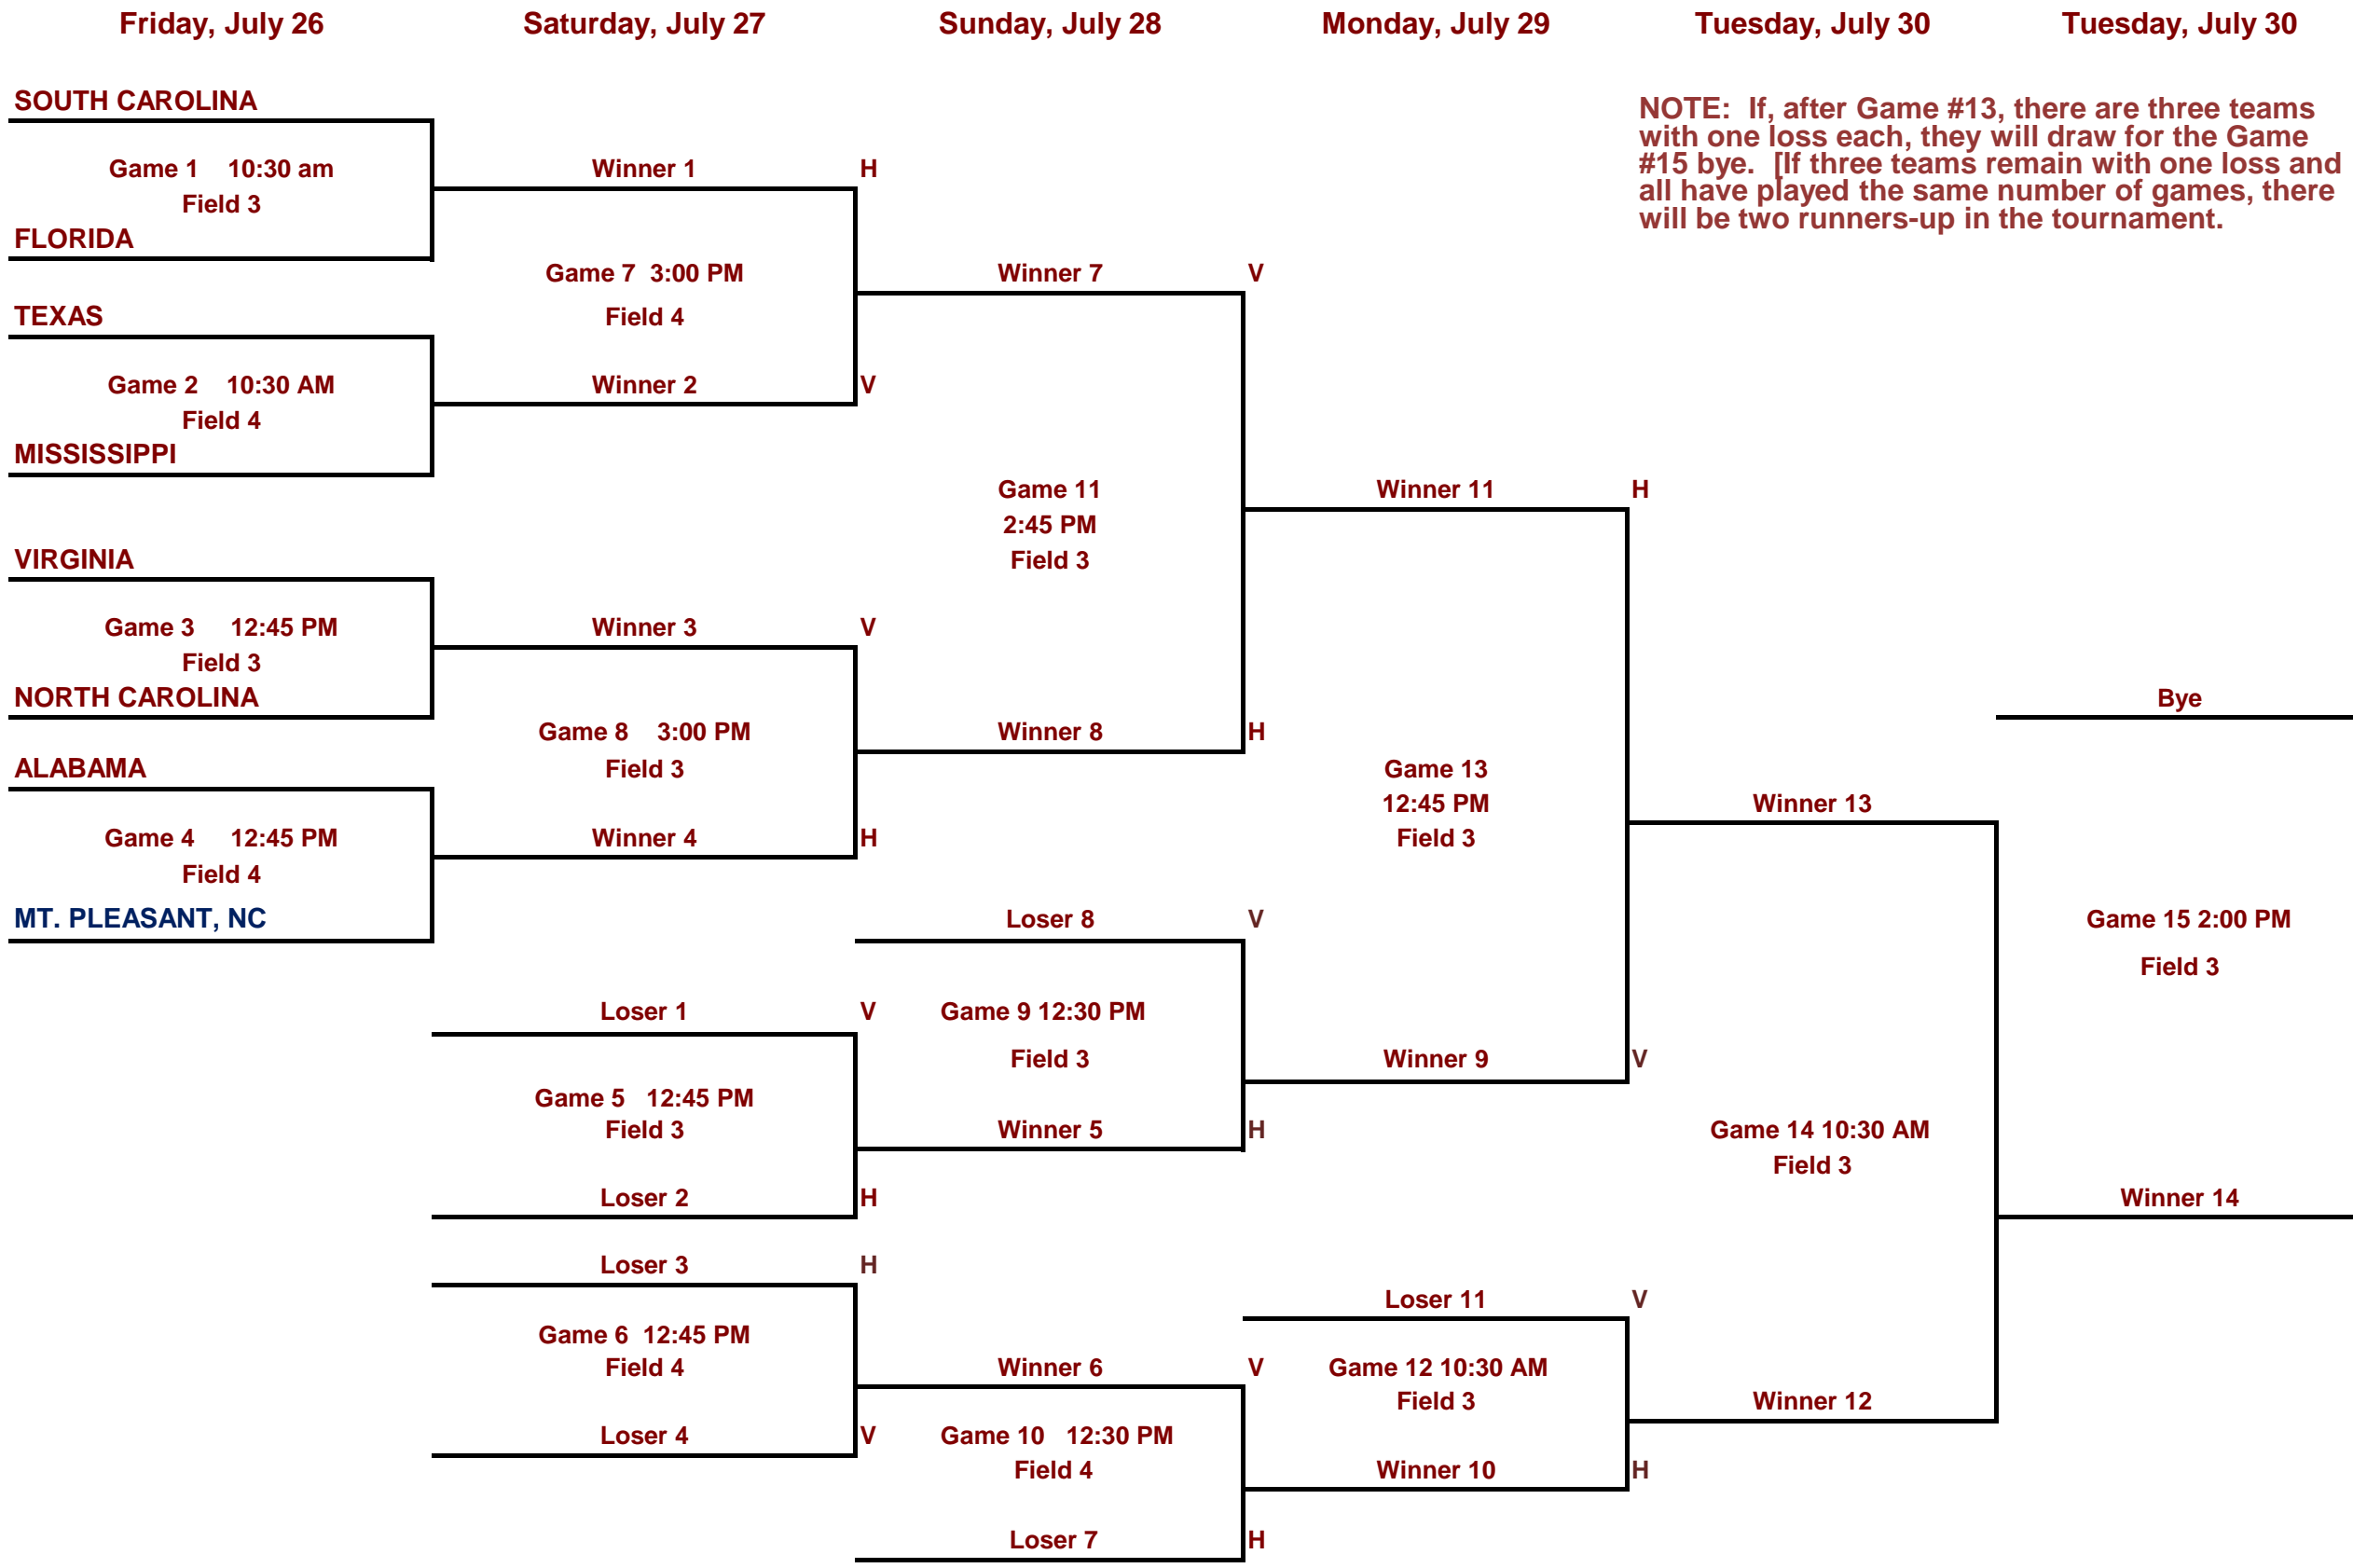 Friday, July 26
Saturday, July 27
Sunday, July 28
Monday, July 29
Tuesday, July 30
Tuesday, July 30
NOTE: If, after Game #13, there are three teams
with one loss each, they will draw for the Game
#15 bye. [If three teams remain with one loss and
all have played the same number of games, there
will be two runners-up in the tournament.
SOUTH CAROLINA
Game 1 10:30 am
Field 3
FLORIDA
TEXAS
Game 2 10:30 AM
Field 4
MISSISSIPPI
VIRGINIA
Game 3 12:45 PM
Field 3
NORTH CAROLINA
ALABAMA
Game 4 12:45 PM
Field 4
MT. PLEASANT, NC
Winner 1 H
Game 7 3:00 PM
Field 4
Winner 2 V
Winner 3 V
Game 8 3:00 PM
Field 3
Winner 4 H
Loser 1 V
Game 5 12:45 PM
Field 3
Loser 2 H
Loser 3 H
Game 6 12:45 PM
Field 4
Loser 4 V
Winner 7 V
Game 11
2:45 PM
Field 3
Winner 8 H
Loser 8 V
Game 9 12:30 PM
Field 3
Winner 5 H
Winner 6 V
Game 10 12:30 PM
Field 4
Loser 7 H
Winner 11 H
Game 13
12:45 PM
Field 3
Winner 9 V
Loser 11 V
Game 12 10:30 AM
Field 3
Winner 10 H
Winner 13
Game 14 10:30 AM
Field 3
Winner 12
Bye
Game 15 2:00 PM
Field 3
Winner 14